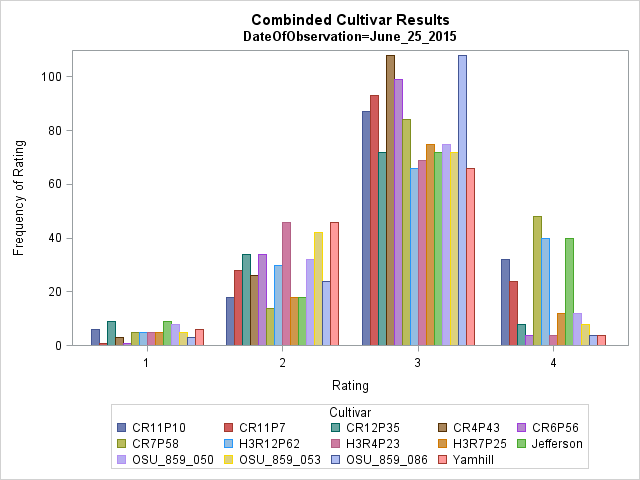 Combinded Cultivar Results
DateOfObservation=June_25_2015
Frequency of Rating
100
80
60
40
20
0
1 2 3 4
Rating
Cultivar
CR11P10 CR11P7 CR12P35 CR4P43 CR6P56
CR7P58 H3R12P62 H3R4P23 H3R7P25 Jefferson
OSU_859_050 OSU_859_053 OSU_859_086 Yamhill